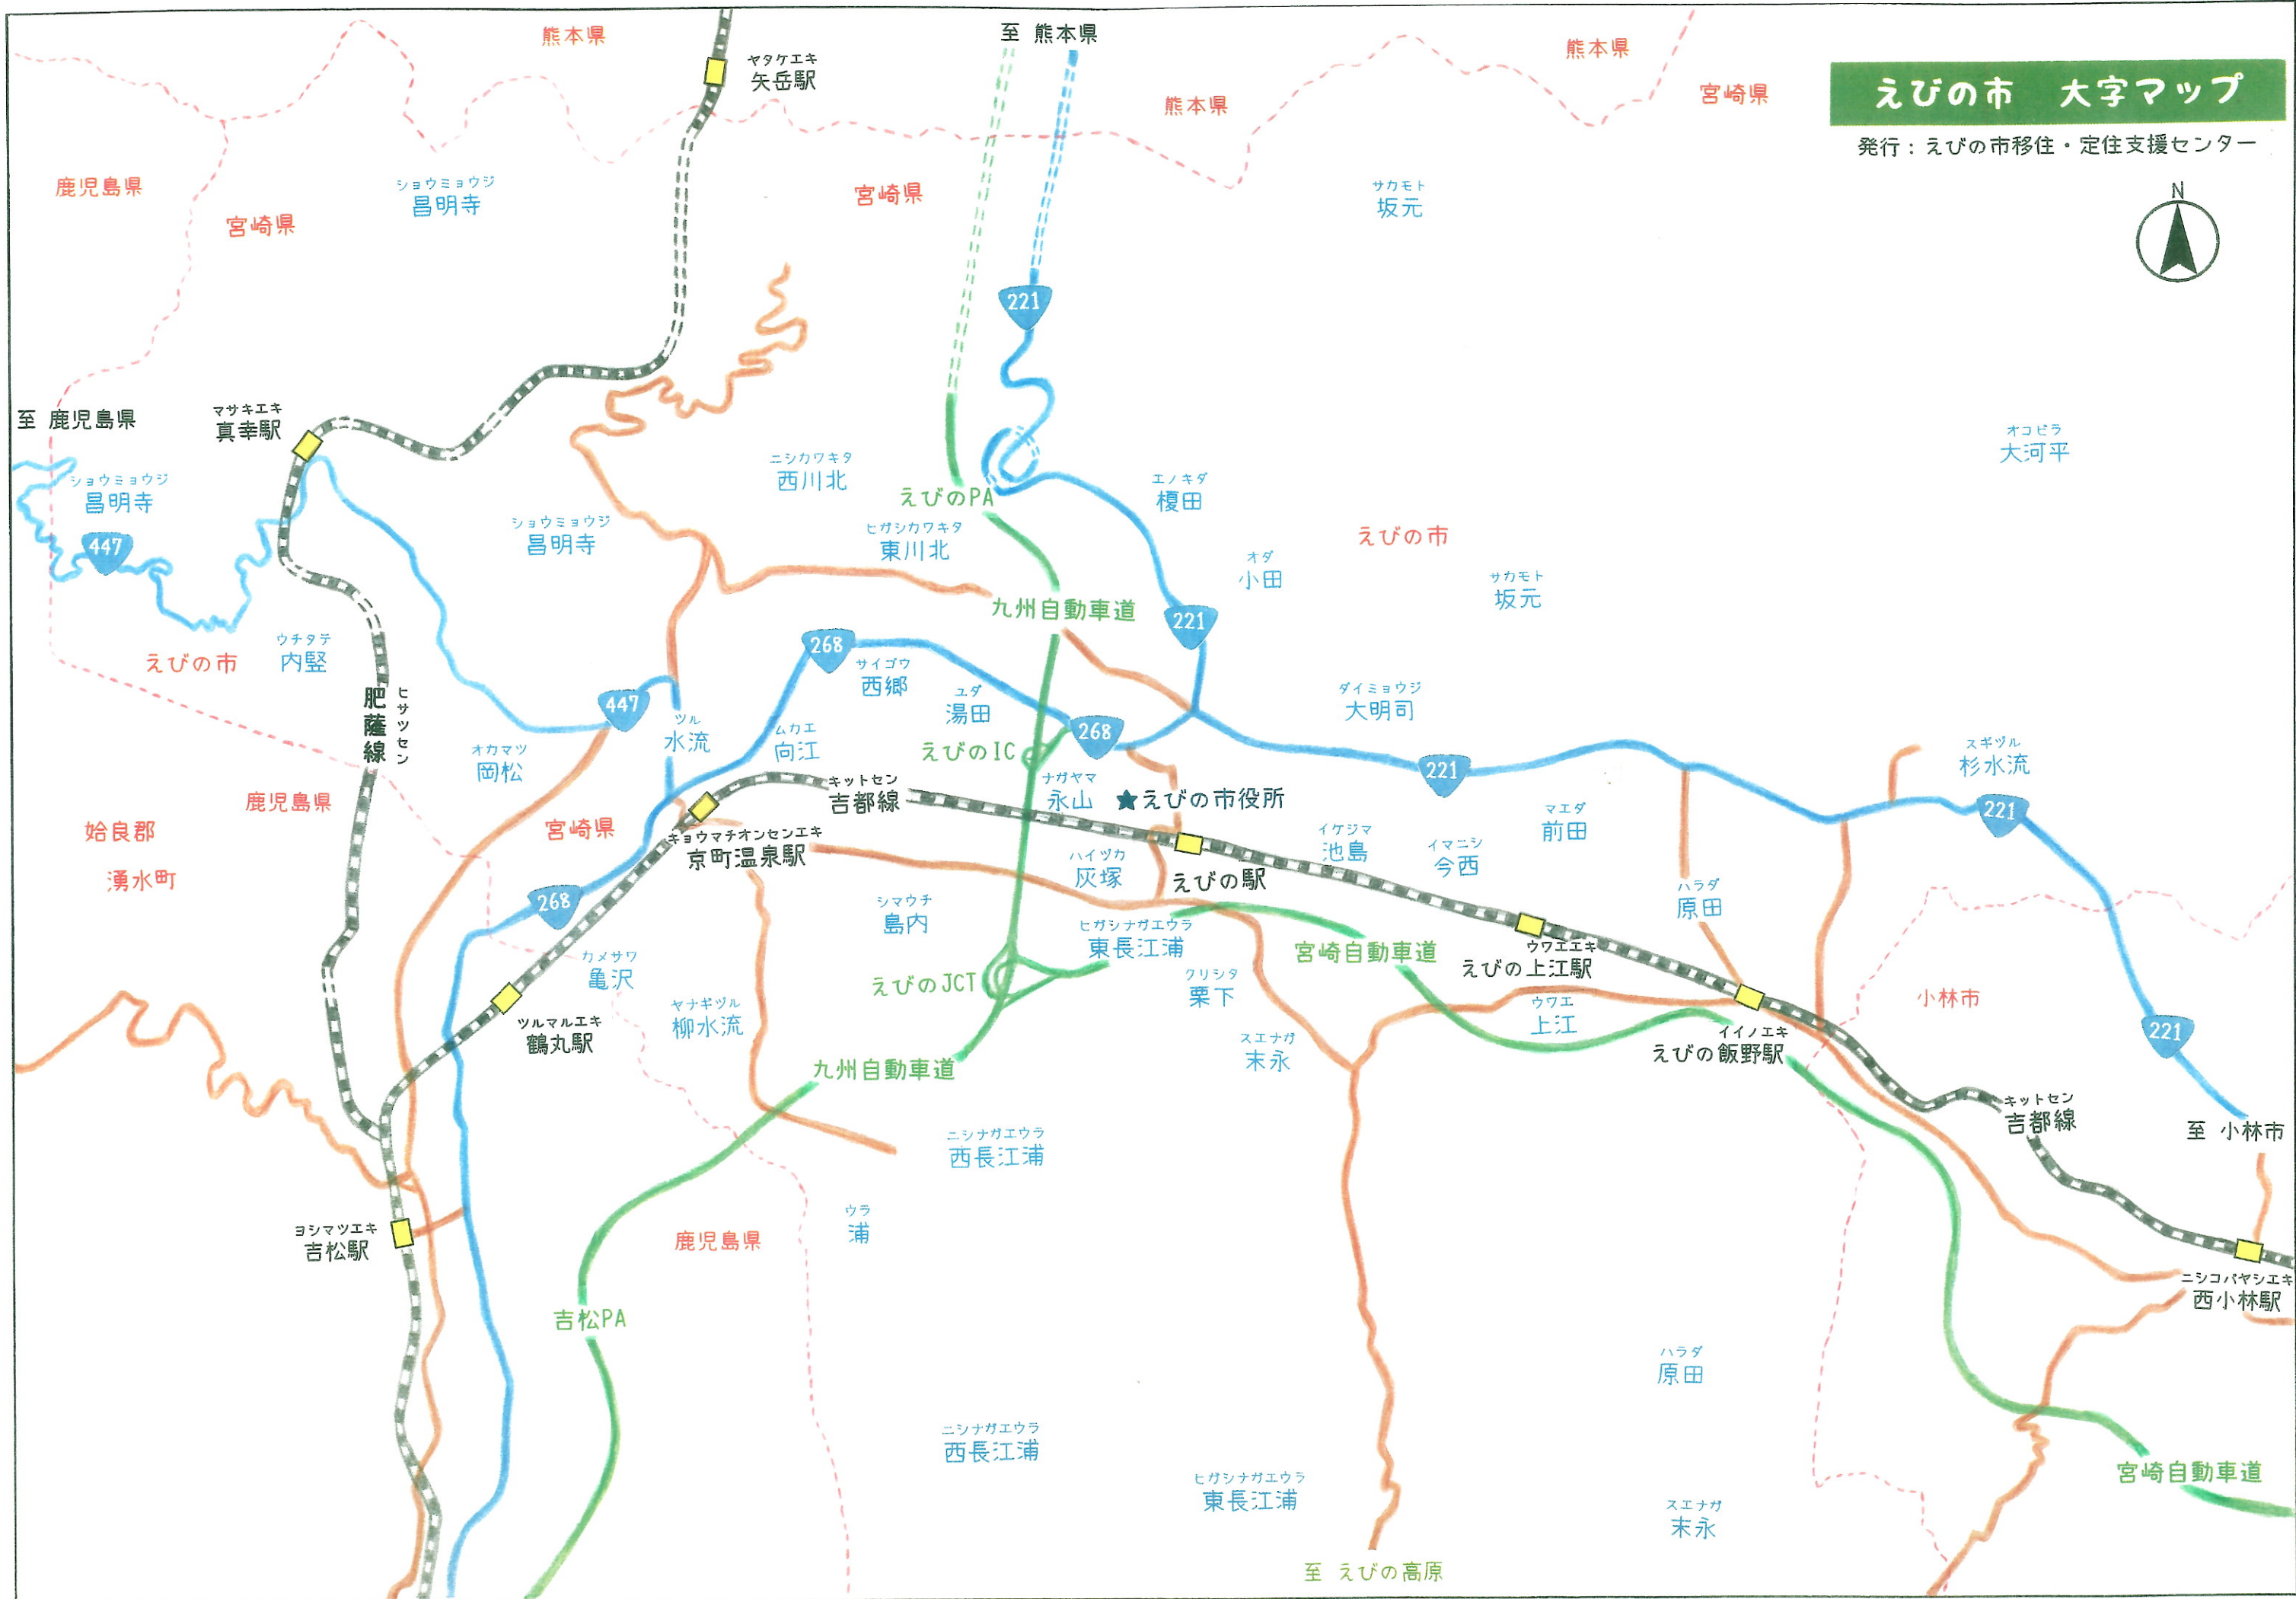 えびの市 大字マップ
発行：えびの市移住・定住支援センター
N
熊本県
ヤタケエキ
矢岳駅
至 熊本県
熊本県
熊本県
宮崎県
鹿児島県
宮崎県
ショウミョウジ
昌明寺
宮崎県
サカモト
坂元
221
至 鹿児島県
マサキエキ
真幸駅
ショウミョウジ
昌明寺
447
ショウミョウジ
昌明寺
ニシカワキタ
西川北
えびのPA
ヒガシカワキタ
東川北
エノキダ
榎田
オダ
小田
えびの市
サカモト
坂元
オコビラ
大河平
九州自動車道
221
えびの市
ウチタテ
内竪
ヒサツセン
肥薩線
447
ツル
水流
268
サイゴウ
西郷
ユダ
湯田
ムカエ
向江
えびのIC
268
ダイミョウジ
大明司
221
スギヅル
杉水流
221
オカマツ
岡松
キットセン
吉都線
ナガヤマ
永山
★えびの市役所
鹿児島県
姶良郡
湧水町
宮崎県
キョウマチオンセンエキ
京町温泉駅
ハイヅカ
灰塚
えびの駅
イケジマ
池島
イマニシ
今西
マエダ
前田
ハラダ
原田
268
シマウチ
島内
ヒガシナガエウラ
東長江浦
宮崎自動車道
ウワエエキ
えびの上江駅
カメサワ
亀沢
えびのJCT
クリシタ
栗下
ヤナギヅル
柳水流
ツルマルエキ
鶴丸駅
スエナガ
末永
ウワエ
上江
イイノエキ
えびの飯野駅
小林市
221
九州自動車道
キットセン
吉都線
至 小林市
ニシナガエウラ
西長江浦
ウラ
浦
ヨシマツエキ
吉松駅
鹿児島県
吉松PA
ニシコバヤシエキ
西小林駅
ハラダ
原田
ニシナガエウラ
西長江浦
ヒガシナガエウラ
東長江浦
スエナガ
末永
宮崎自動車道
至 えびの高原